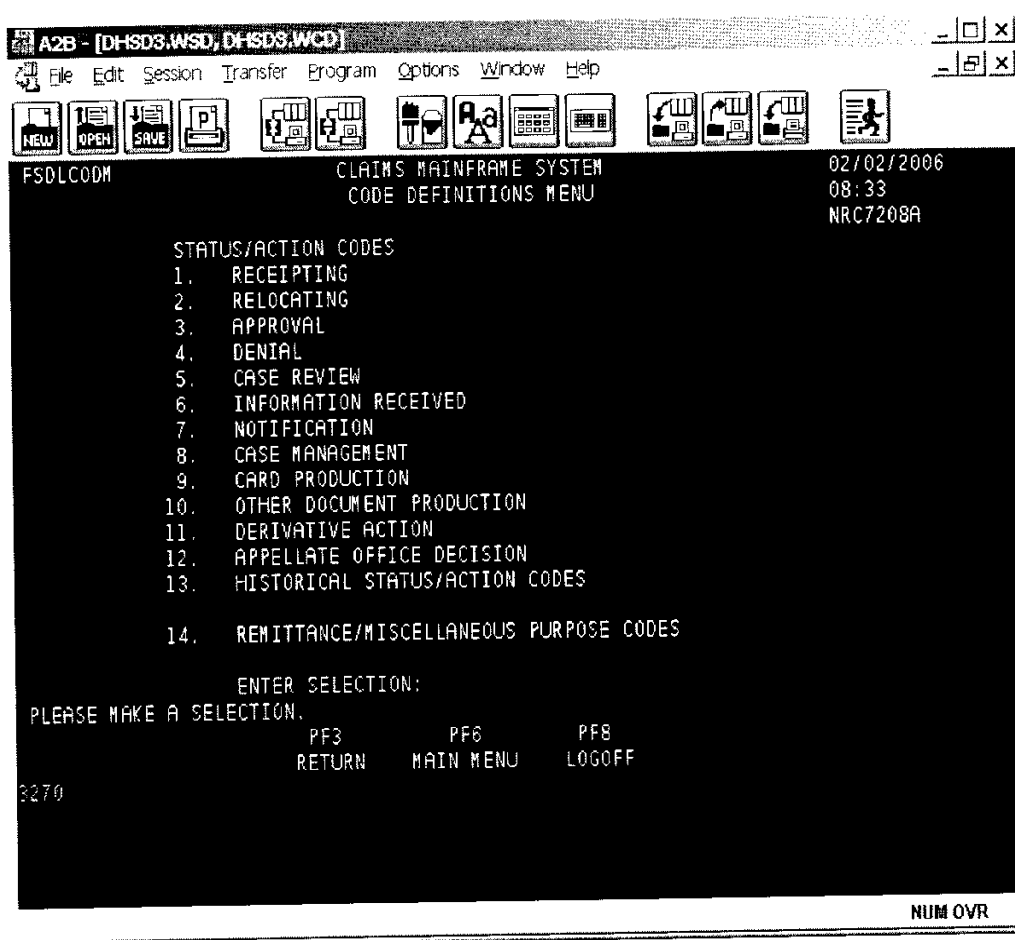 A2B - [DHSD3.WSD, DHSD3.WCD]
File Edit Session Transfer Program Options Window Help
NEW OPEN SAVE P Aa
FSDLCODM CLAIMS MAINFRAME SYSTEM 02/02/2006
CODE DEFINITIONS MENU 08:33
NRC7208A
STATUS/ACTION CODES
1. RECEIPTING
2. RELOCATING
3. APPROVAL
4. DENIAL
5. CASE REVIEW
6. INFORMATION RECEIVED
7. NOTIFICATION
8. CASE MANAGEMENT
9. CARD PRODUCTION
10. OTHER DOCUMENT PRODUCTION
11. DERIVATIVE ACTION
12. APPELLATE OFFICE DECISION
13. HISTORICAL STATUS/ACTION CODES
14. REMITTANCE/MISCELLANEOUS PURPOSE CODES
ENTER SELECTION:
PLEASE MAKE A SELECTION.
PF3 PF6 PF8
RETURN MAIN MENU LOGOFF
3270
NUM OVR